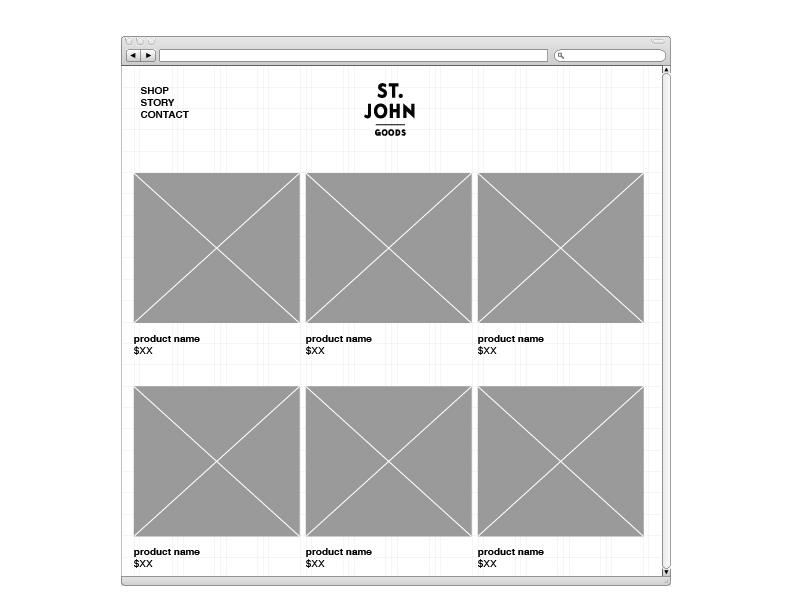 SHOP
STORY
CONTACT
ST.
JOHN
GOODS
product name
$XX
product name
$XX
product name
$XX
product name
$XX
product name
$XX
product name
$XX